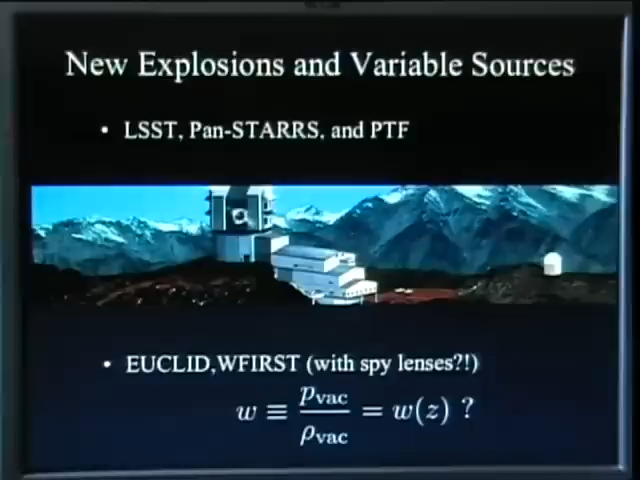 New Explosions and Variable Sources
• LSST, Pan-STARRS, and PTF
• EUCLID,WFIRST (with spy lenses?!)
w ≡ p_vac / ρ_vac = w(z) ?